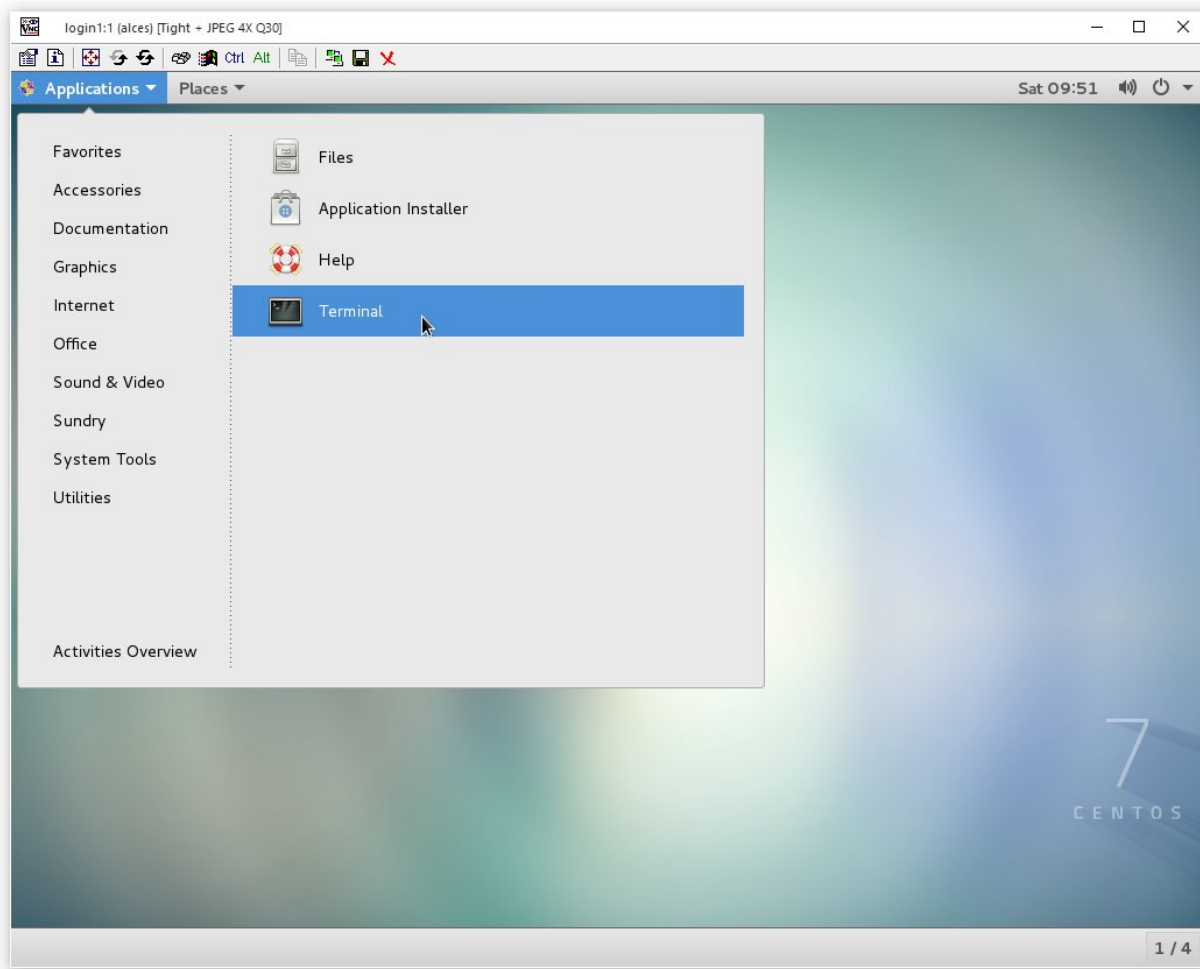 login1:1 (alces) [Tight + JPEG 4X Q30]
Ctrl Alt
Applications Places Sat 09:51
Favorites
Accessories
Documentation
Graphics
Internet
Office
Sound & Video
Sundry
System Tools
Utilities
Activities Overview
Files
Application Installer
Help
Terminal
7
CENTOS
1 / 4